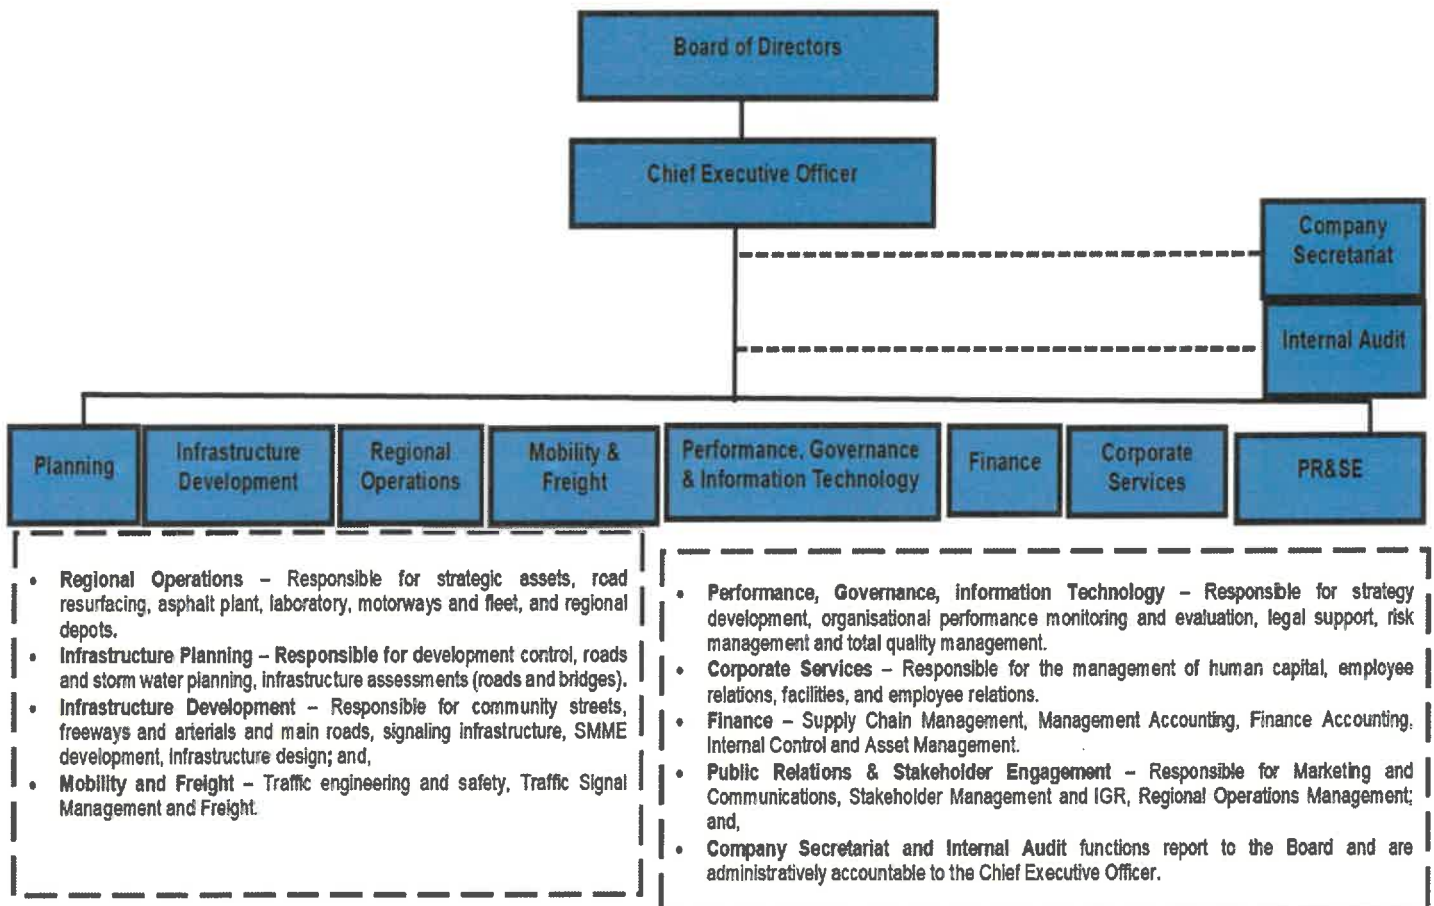 Board of Directors
Chief Executive Officer
Company
Secretariat
Internal Audit
Planning
Infrastructure
Development
Regional
Operations
Mobility &
Freight
Performance, Governance
& Information Technology
Finance
Corporate
Services
PR&SE
• Regional Operations – Responsible for strategic assets, road
resurfacing, asphalt plant, laboratory, motorways and fleet, and regional
depots.
• Infrastructure Planning – Responsible for development control, roads
and storm water planning, infrastructure assessments (roads and bridges).
• Infrastructure Development – Responsible for community streets,
freeways and arterials and main roads, signaling infrastructure, SMME
development, Infrastructure design; and,
• Mobility and Freight – Traffic engineering and safety, Traffic Signal
Management and Freight.
• Performance, Governance, information Technology – Responsible for strategy
development, organisational performance monitoring and evaluation, legal support, risk
management and total quality management.
• Corporate Services – Responsible for the management of human capital, employee
relations, facilities, and employee relations.
• Finance – Supply Chain Management, Management Accounting, Finance Accounting,
Internal Control and Asset Management.
• Public Relations & Stakeholder Engagement – Responsible for Marketing and
Communications, Stakeholder Management and IGR, Regional Operations Management;
and,
• Company Secretariat and Internal Audit functions report to the Board and are
administratively accountable to the Chief Executive Officer.